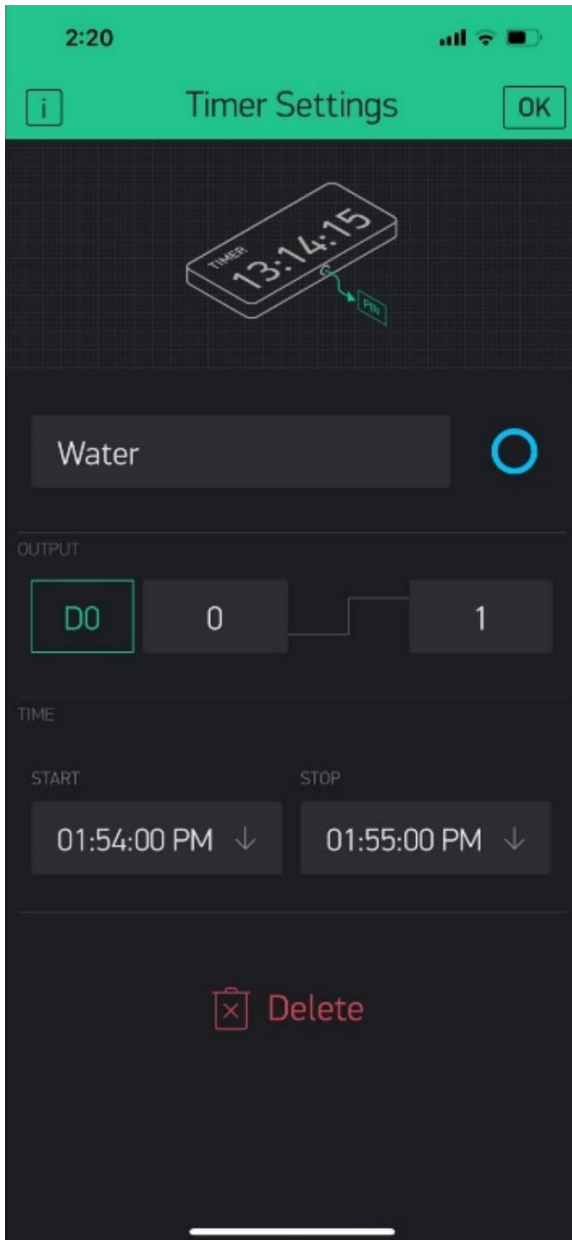 2:20
i Timer Settings OK
TIMER
13:14:15
PIN
Water
OUTPUT
D0 0 1
TIME
START STOP
01:54:00 PM 01:55:00 PM
Delete